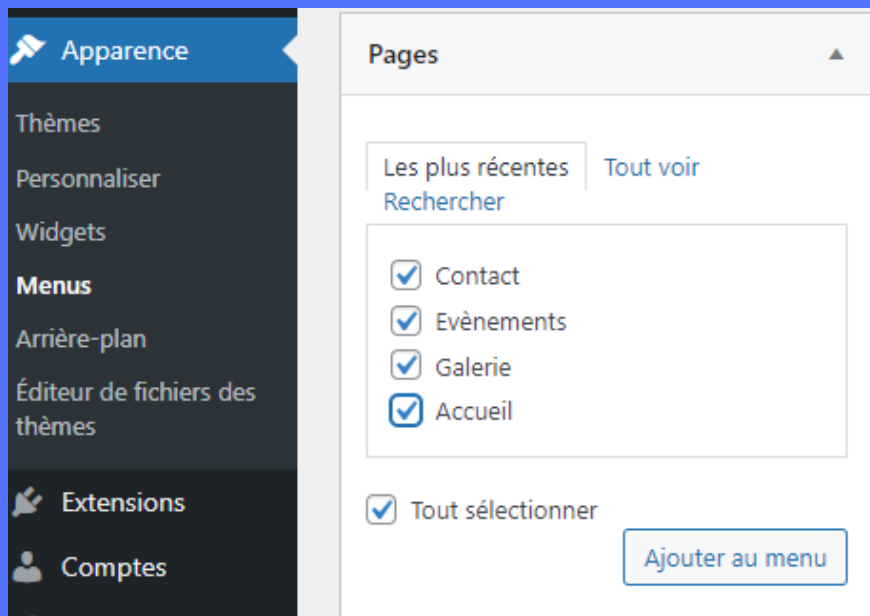 Apparence
Thèmes
Personnaliser
Widgets
Menus
Arrière-plan
Éditeur de fichiers des
thèmes
Extensions
Comptes
Pages
Les plus récentes
Tout voir
Rechercher
Contact
Evènements
Galerie
Accueil
Tout sélectionner
Ajouter au menu